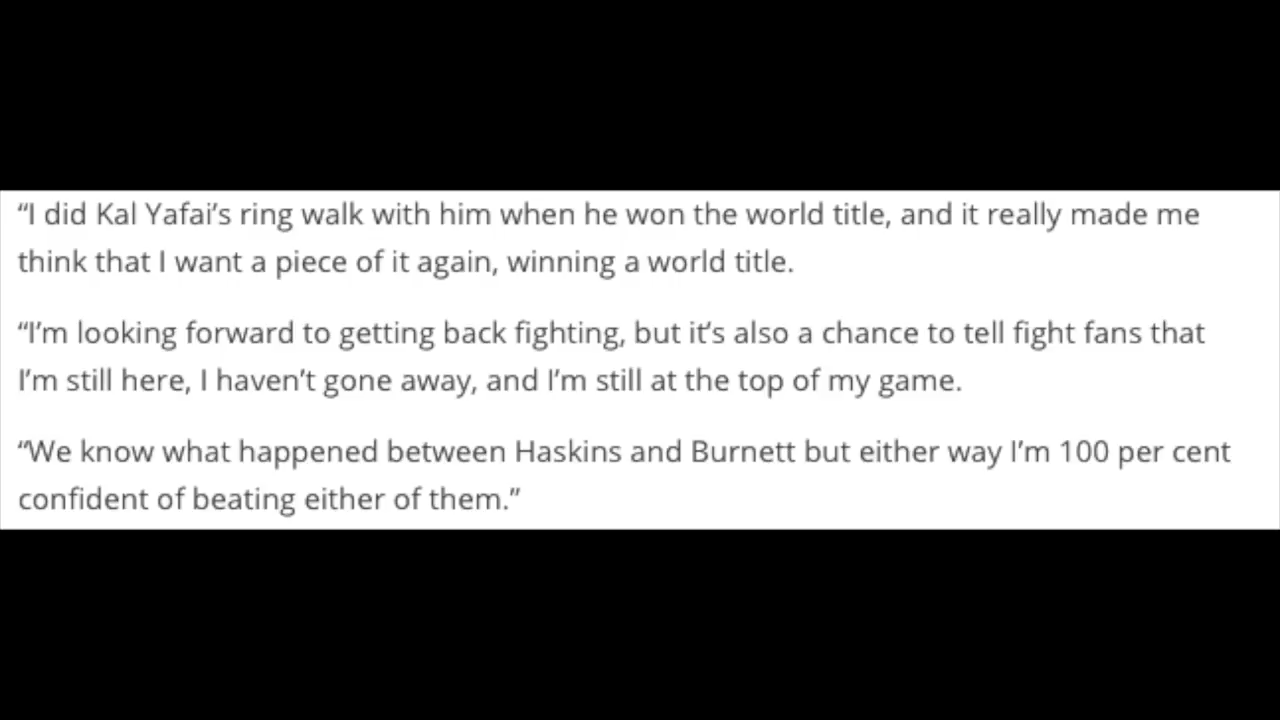 “I did Kal Yafai’s ring walk with him when he won the world title, and it really made me
think that I want a piece of it again, winning a world title.
“I’m looking forward to getting back fighting, but it’s also a chance to tell fight fans that
I’m still here, I haven’t gone away, and I’m still at the top of my game.
“We know what happened between Haskins and Burnett but either way I’m 100 per cent
confident of beating either of them.”